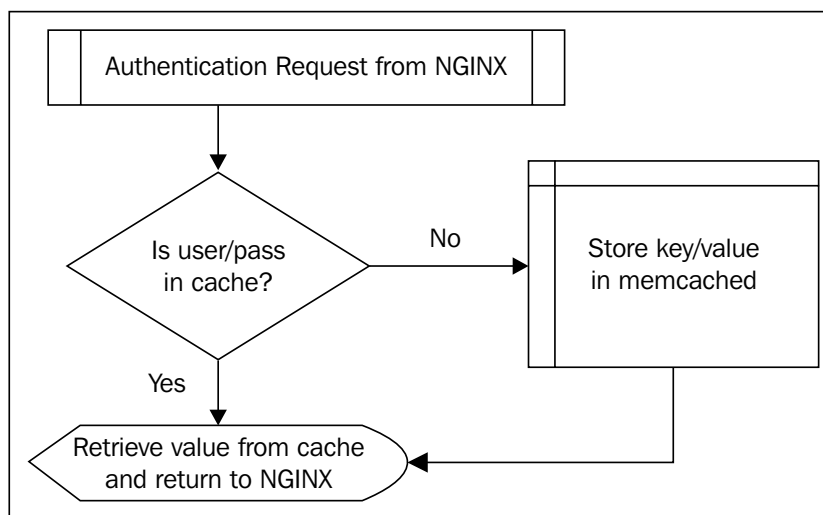 Authentication Request from NGINX
Is user/pass
in cache?
No
Store key/value
in memcached
Yes
Retrieve value from cache
and return to NGINX